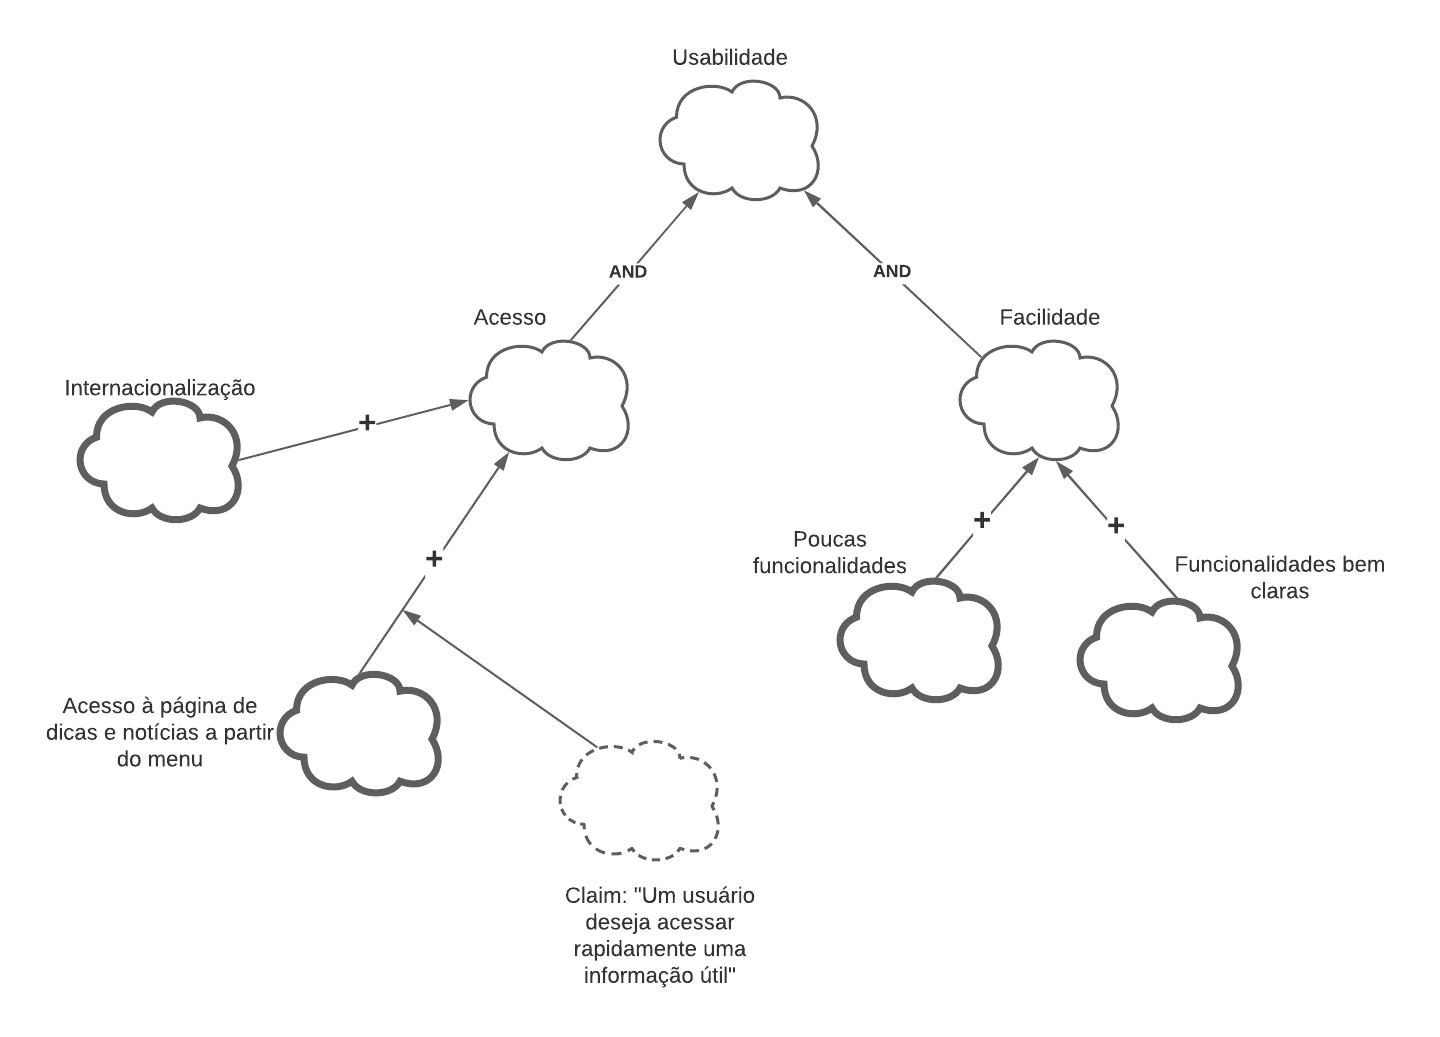 Usabilidade
AND
AND
Acesso
Facilidade
Internacionalização
+
+
+
+
Poucas
funcionalidades
Funcionalidades bem
claras
Acesso à página de
dicas e notícias a partir
do menu
Claim: "Um usuário
deseja acessar
rapidamente uma
informação útil"